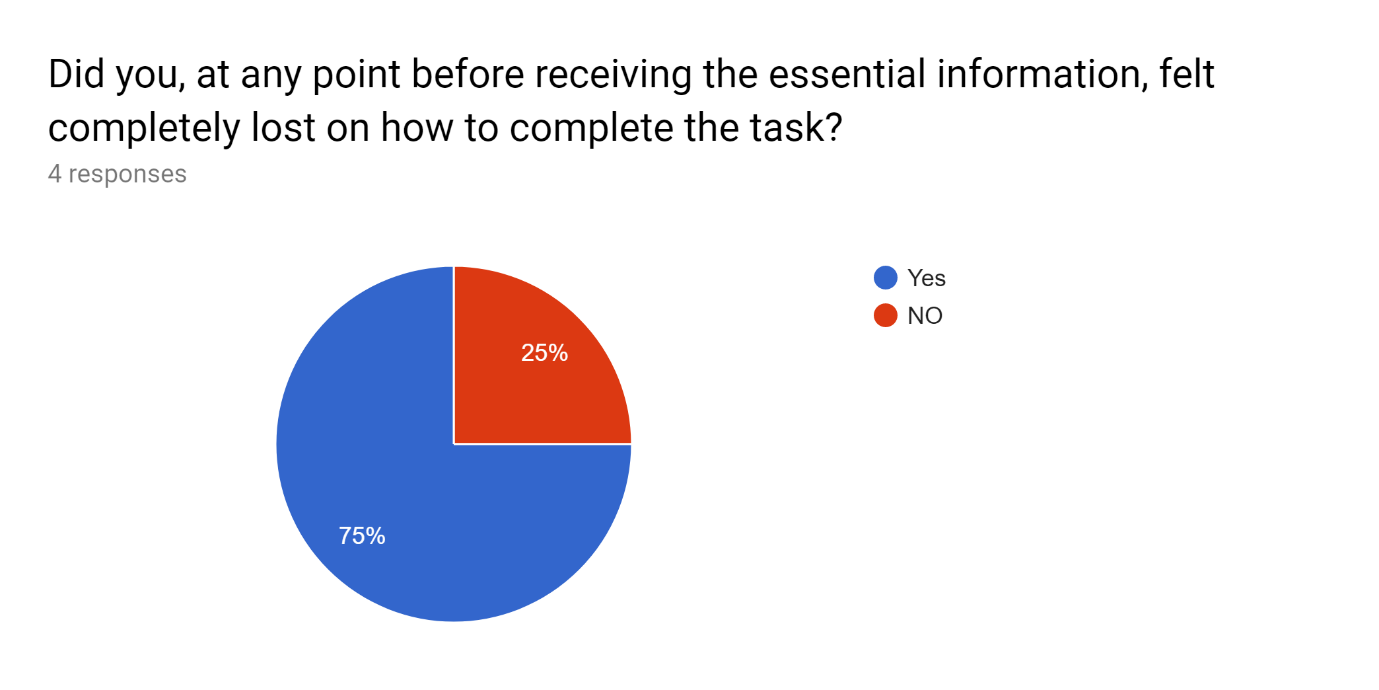 Did you, at any point before receiving the essential information, felt
completely lost on how to complete the task?
4 responses
Yes
NO
25%
75%